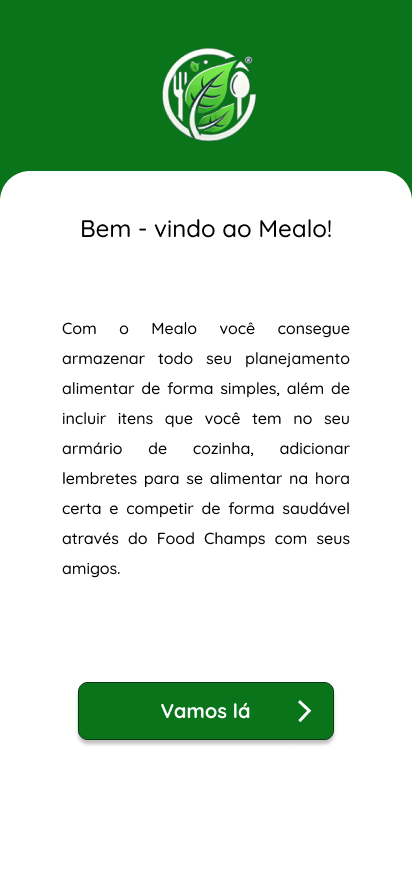 ®
Bem - vindo ao Mealo!
Com o Mealo você consegue
armazenar todo seu planejamento
alimentar de forma simples, além de
incluir itens que você tem no seu
armário de cozinha, adicionar
lembretes para se alimentar na hora
certa e competir de forma saudável
através do Food Champs com seus
amigos.
Vamos lá